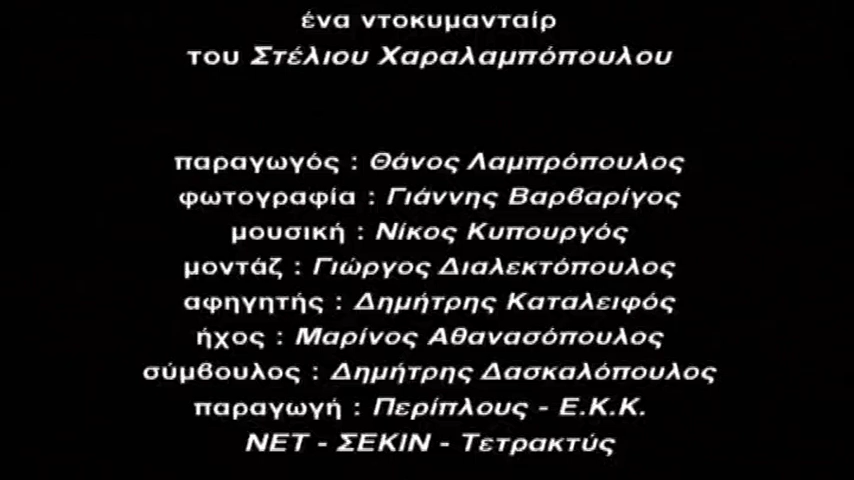 ένα ντοκυμανταίρ
του Στέλιου Χαραλαμπόπουλου
παραγωγός : Θάνος Λαμπρόπουλος
φωτογραφία : Γιάννης Βαρβαρίγος
μουσική : Νίκος Κυπουργός
μοντάζ : Γιώργος Διαλεκτόπουλος
αφηγητής : Δημήτρης Καταλειφός
ήχος : Μαρίνος Αθανασόπουλος
σύμβουλος : Δημήτρης Δασκαλόπουλος
παραγωγή : Περίπλους - Ε.Κ.Κ.
ΝΕΤ - ΣΕΚΙΝ - Τετρακτύς